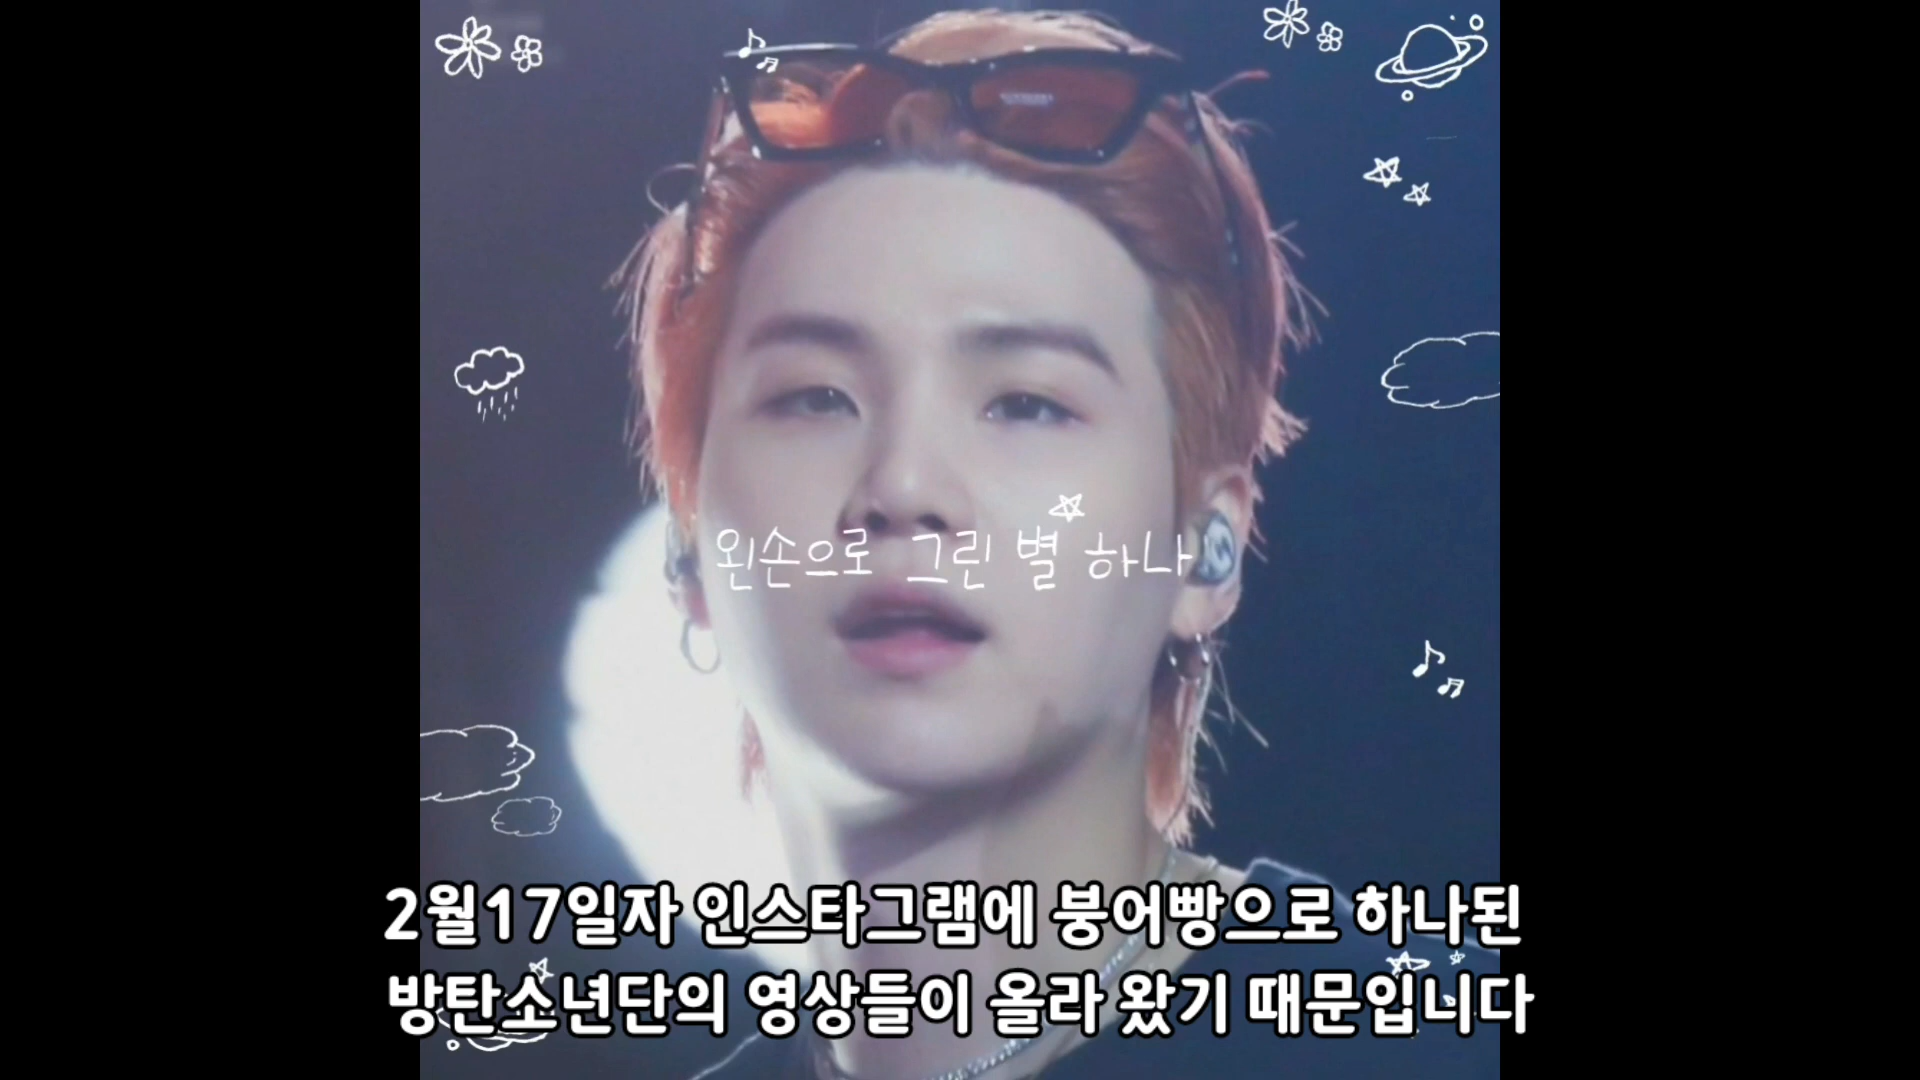 왼손으로 그린 별 하나
2월17일자 인스타그램에 붕어빵으로 하나된
방탄소년단의 영상들이 올라 왔기 때문입니다